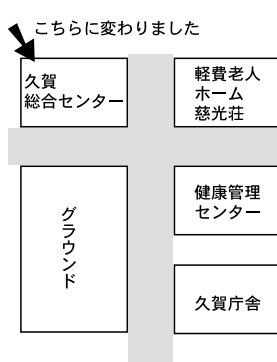 こちらに変わりました
久賀
総合センター
軽費老人
ホーム
慈光荘
健康管理
センター
グラウンド
久賀庁舎